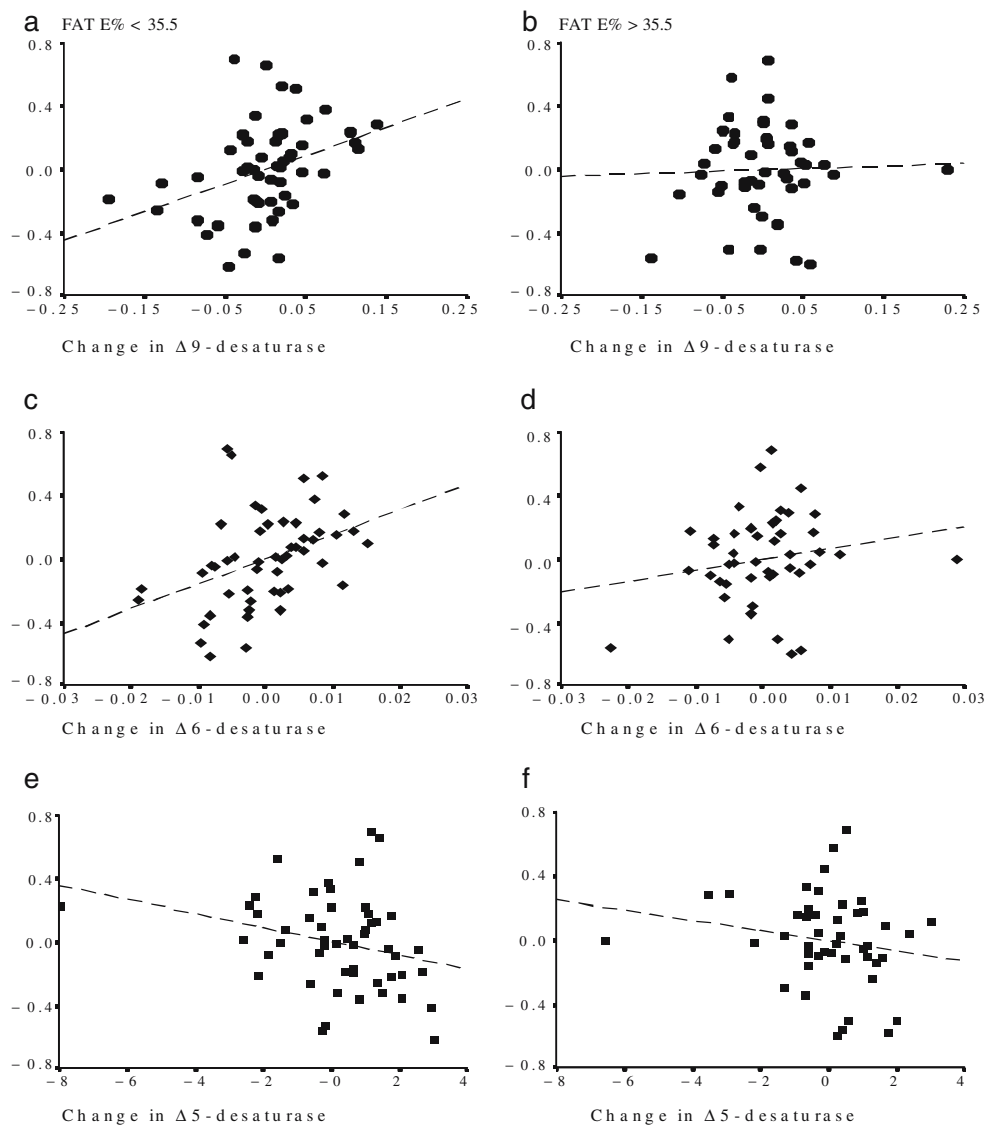 a FAT E% < 35.5
b FAT E% > 35.5
0.8
0.4
0.0
−0.4
−0.8
−0.25 −0.15 −0.05 0.05 0.15 0.25
Change in Δ9-desaturase
0.8
0.4
0.0
−0.4
−0.8
−0.25 −0.15 −0.05 0.05 0.15 0.25
Change in Δ9-desaturase
c
d
0.8
0.4
0.0
−0.4
−0.8
−0.03 −0.02 −0.01 0.00 0.01 0.02 0.03
Change in Δ6-desaturase
0.8
0.4
0.0
−0.4
−0.8
−0.03 −0.02 −0.01 0.00 0.01 0.02 0.03
Change in Δ6-desaturase
e
f
0.8
0.4
0.0
−0.4
−0.8
−8 −6 −4 −2 −0 2 4
Change in Δ5-desaturase
0.8
0.4
0.0
−0.4
−0.8
−8 −6 −4 −2 0 2 4
Change in Δ5-desaturase